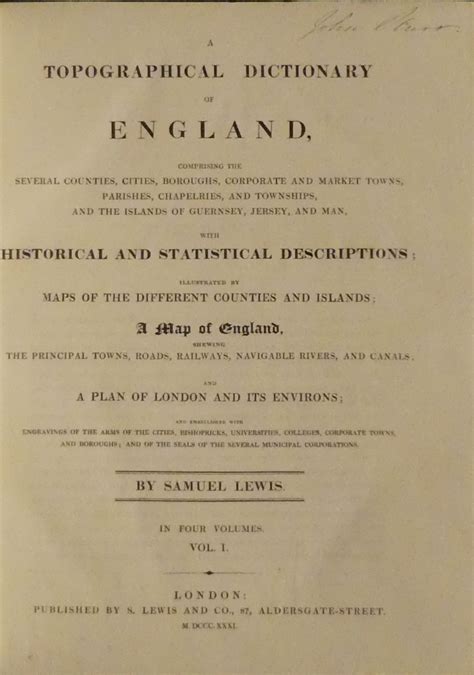 John
A
TOPOGRAPHICAL DICTIONARY
OF
ENGLAND,
COMPRISING THE
SEVERAL COUNTIES, CITIES, BOROUGHS, CORPORATE AND MARKET TOWNS,
PARISHES, CHAPELRIES, AND TOWNSHIPS,
AND THE ISLANDS OF GUERNSEY, JERSEY, AND MAN,
WITH
HISTORICAL AND STATISTICAL DESCRIPTIONS;
ILLUSTRATED BY
MAPS OF THE DIFFERENT COUNTIES AND ISLANDS;
A Map of England,
SHEWING
THE PRINCIPAL TOWNS, ROADS, RAILWAYS, NAVIGABLE RIVERS, AND CANALS;
AND
A PLAN OF LONDON AND ITS ENVIRONS;
AND EMBELLISHED WITH
ENGRAVINGS OF THE ARMS OF THE CITIES, BISHOPRICKS, UNIVERSITIES, COLLEGES, CORPORATE TOWNS,
AND BOROUGHS; AND OF THE SEALS OF THE SEVERAL MUNICIPAL CORPORATIONS.
BY SAMUEL LEWIS.
IN FOUR VOLUMES.
VOL. I.
LONDON:
PUBLISHED BY S. LEWIS AND CO., 87, ALDERSGATE-STREET.
M. DCCC. XXXI.